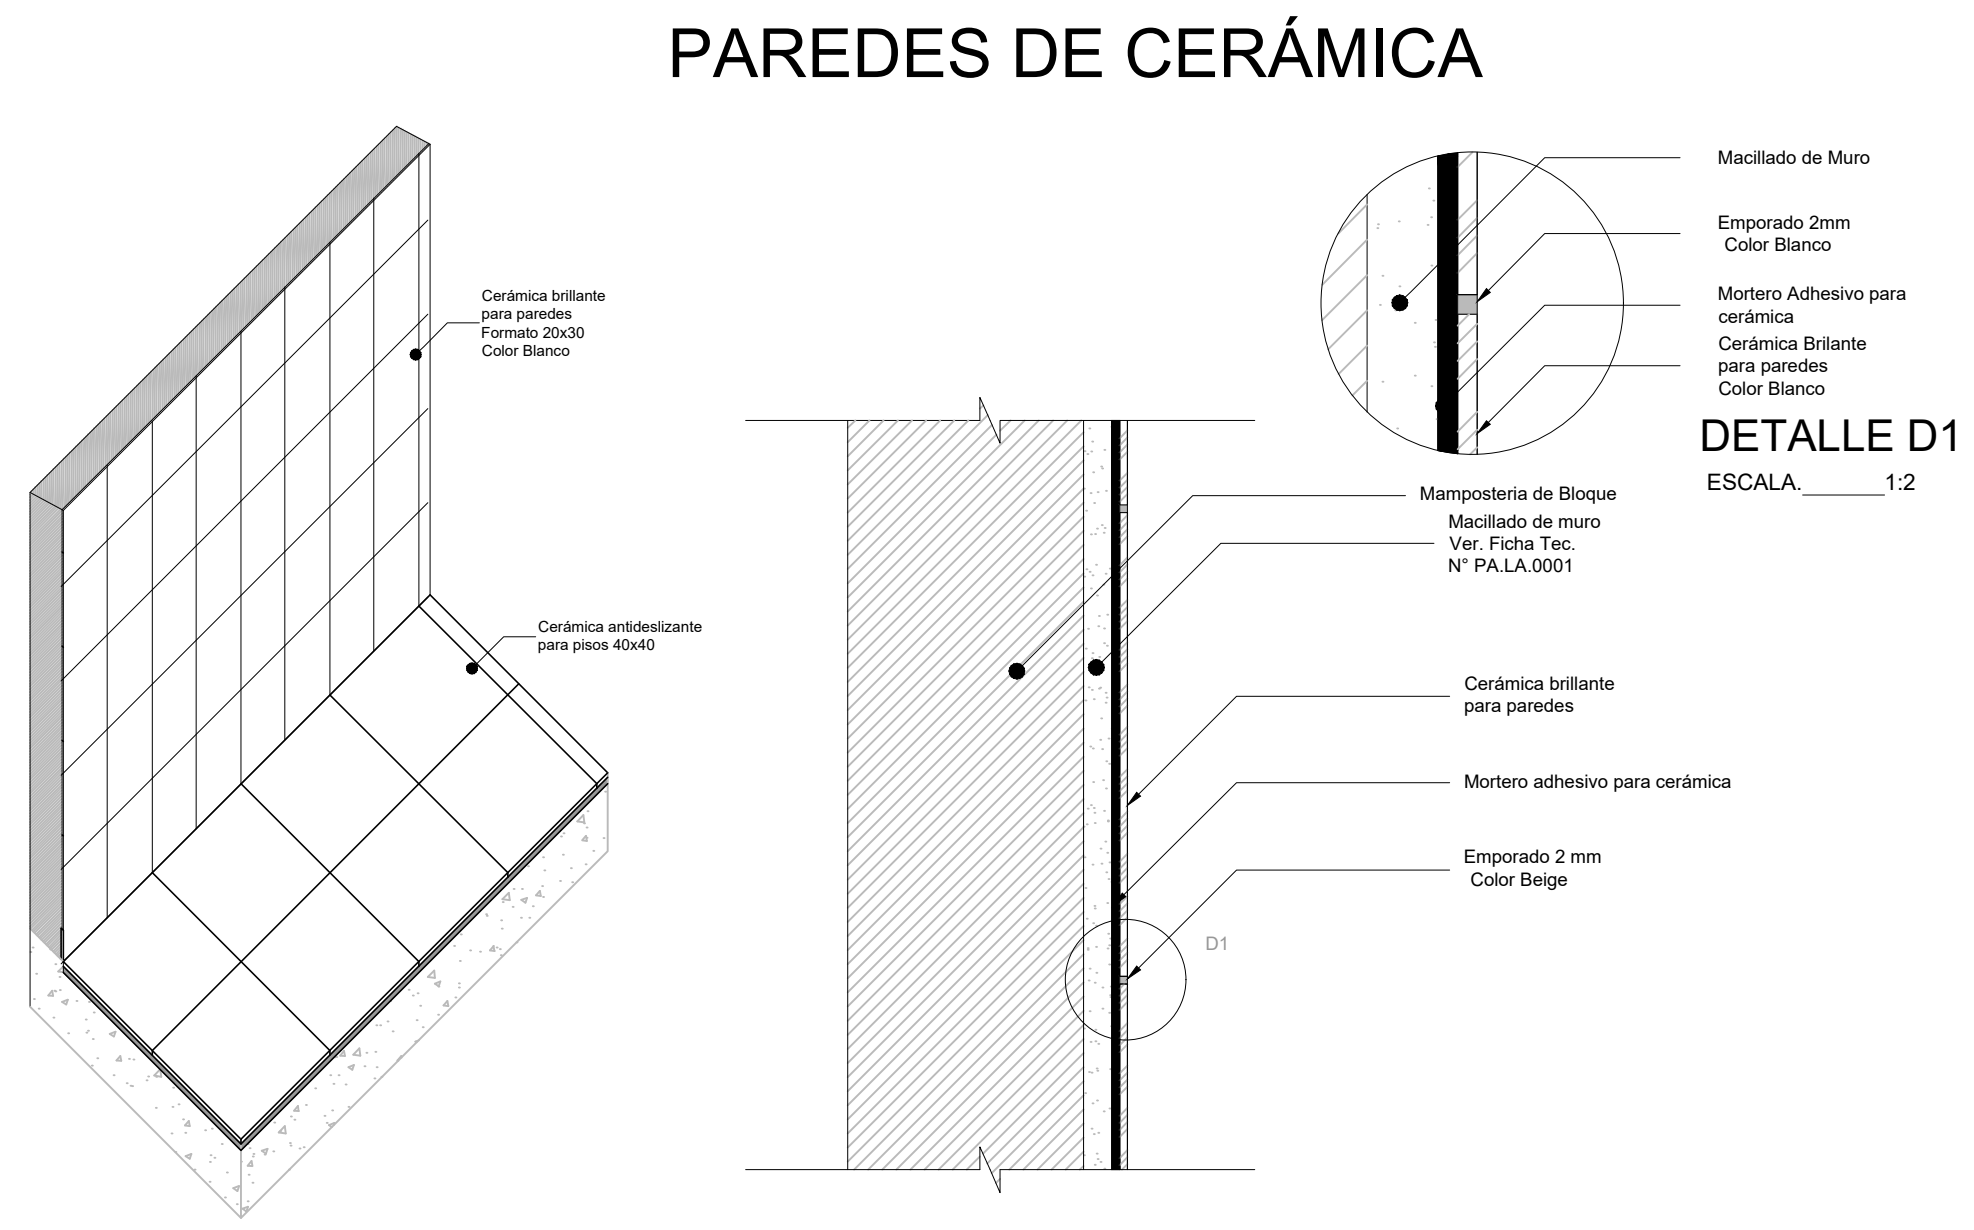 PAREDES DE CERÁMICA
Cerámica brillante
para paredes
Formato 20x30
Color Blanco
Cerámica antideslizante
para pisos 40x40
Macillado de Muro
Emporado 2mm
Color Blanco
Mortero Adhesivo para
cerámica
Cerámica Brilante
para paredes
Color Blanco
DETALLE D1
ESCALA._______1:2
Mamposteria de Bloque
Macillado de muro
Ver. Ficha Tec.
N° PA.LA.0001
Cerámica brillante
para paredes
Mortero adhesivo para cerámica
Emporado 2 mm
Color Beige
D1